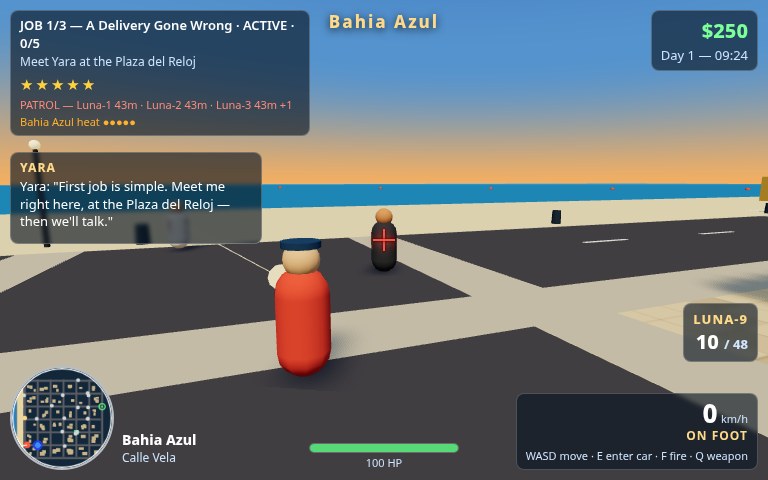 JOB 1/3 — A Delivery Gone Wrong · ACTIVE ·
0/5
Meet Yara at the Plaza del Reloj
★★★★★
PATROL — Luna-1 43m · Luna-2 43m · Luna-3 43m +1
Bahia Azul heat ●●●●●
Bahia Azul
$250
Day 1 — 09:24
YARA
Yara: "First job is simple. Meet me
right here, at the Plaza del Reloj —
then we'll talk."
LUNA-9
10 / 48
Bahia Azul
Calle Vela
100 HP
0 km/h
ON FOOT
WASD move · E enter car · F fire · Q weapon